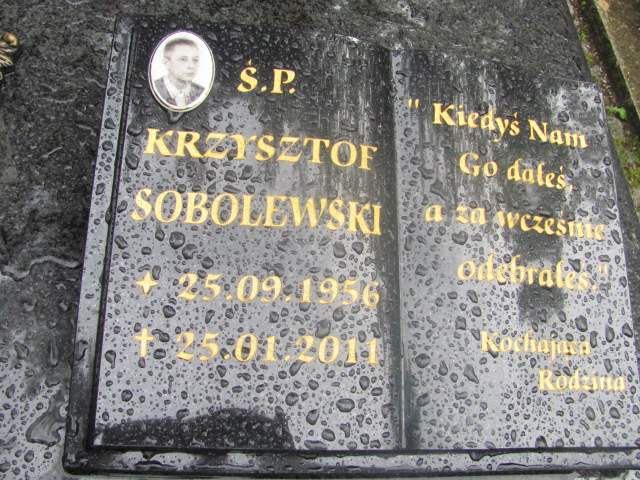 Ś.P.
KRZYSZTOF
SOBOLEWSKI
25.09.1956
† 25.01.2011
" Kiedyś Nam
Go dałeś,
a za wcześnie
odebrałeś."
Kochająca
Rodzina